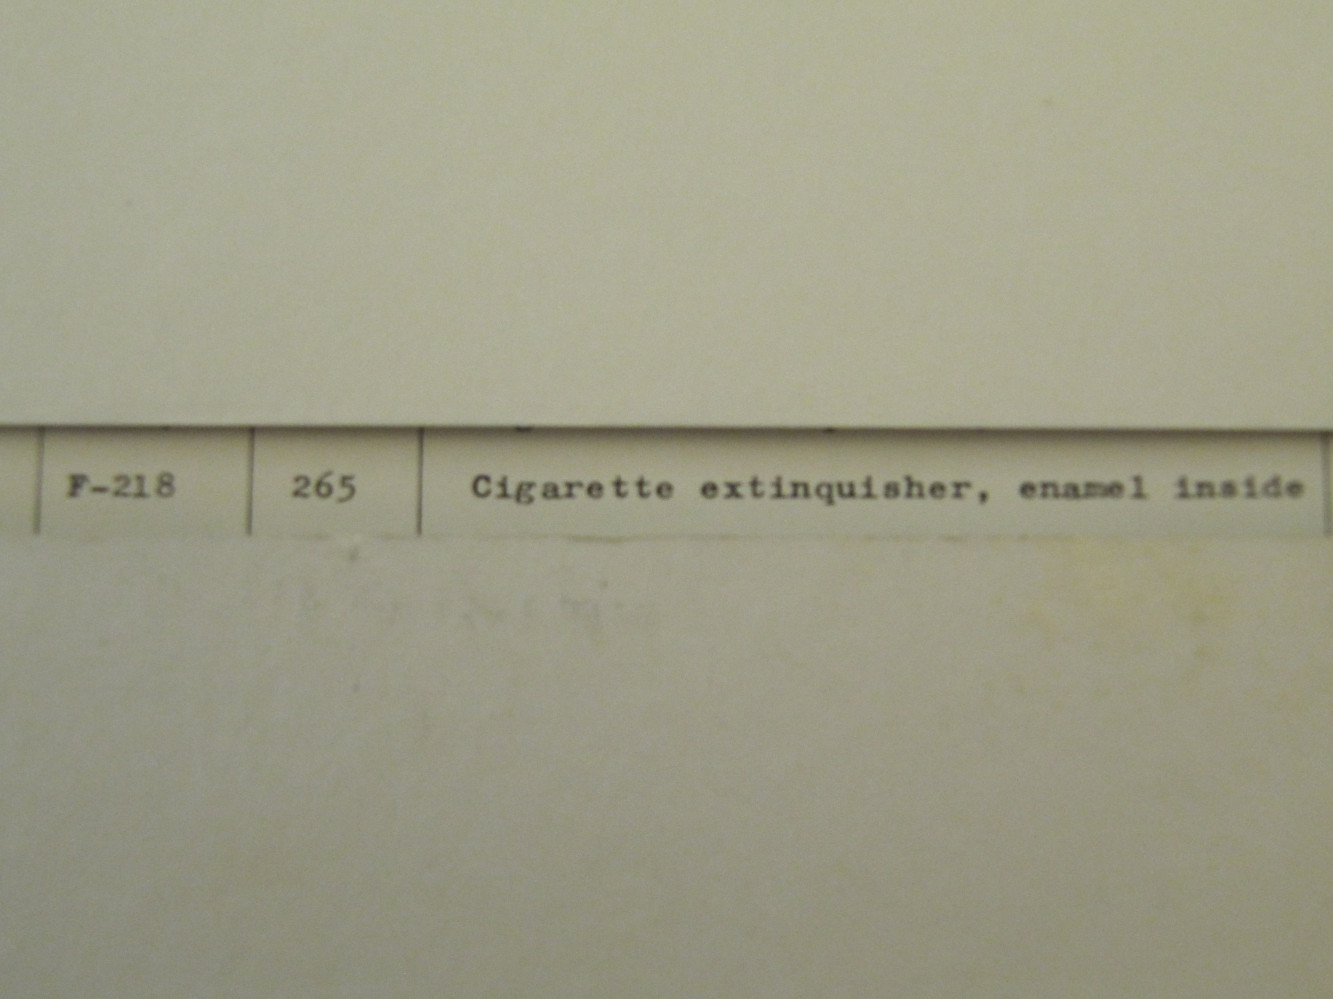 F-218 265 Cigarette extinquisher, enamel inside